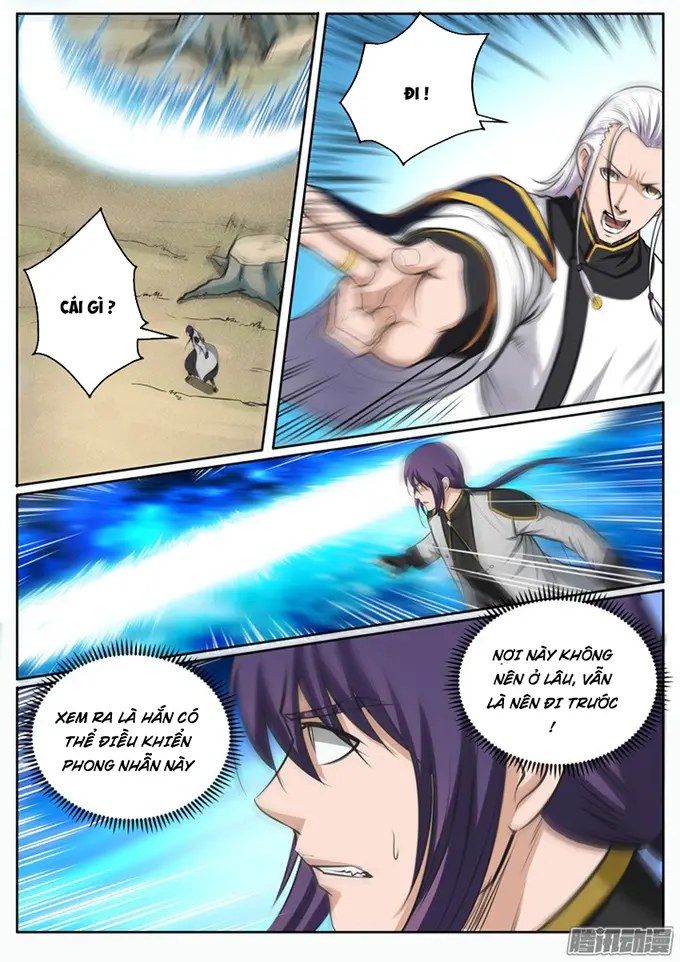 ĐI !
CÁI GÌ ?
XEM RA LÀ HẮN CÓ
THỂ ĐIỀU KHIỂN
PHONG NHẪN NÀY
NƠI NÀY KHÔNG
NÊN Ở LÂU, VẪN
LÀ NÊN ĐI TRƯỚC
!
腾讯动漫